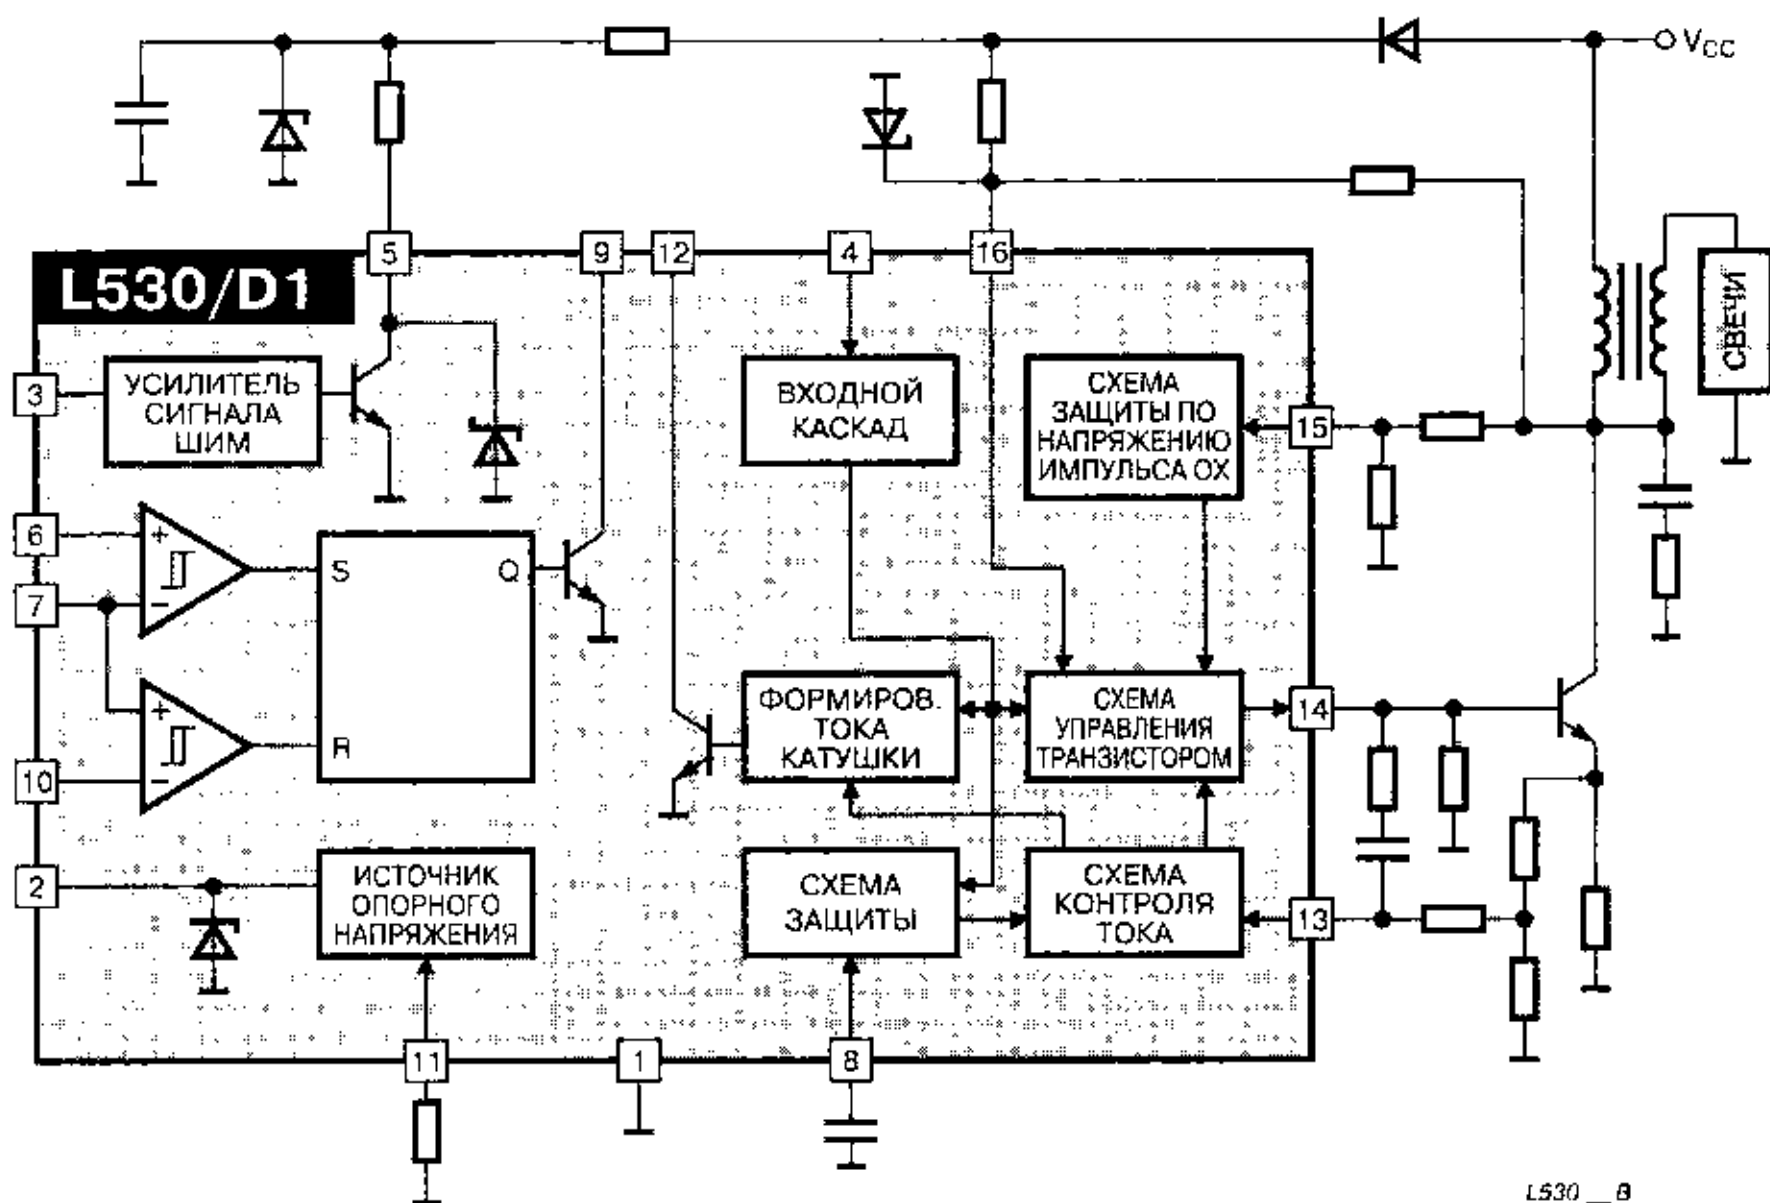 VCC
5
9
12
4
16
L530/D1
3
УСИЛИТЕЛЬ
СИГНАЛА
ШИМ
ВХОДНОЙ
КАСКАД
СХЕМА
ЗАЩИТЫ ПО
НАПРЯЖЕНИЮ
ИМПУЛЬСА ОХ
15
СВЕЧИ
6
+
7
−
S
Q
R
+
10
−
ФОРМИРОВ.
ТОКА
КАТУШКИ
СХЕМА
УПРАВЛЕНИЯ
ТРАНЗИСТОРОМ
14
2
ИСТОЧНИК
ОПОРНОГО
НАПРЯЖЕНИЯ
СХЕМА
ЗАЩИТЫ
СХЕМА
КОНТРОЛЯ
ТОКА
13
11
1
8